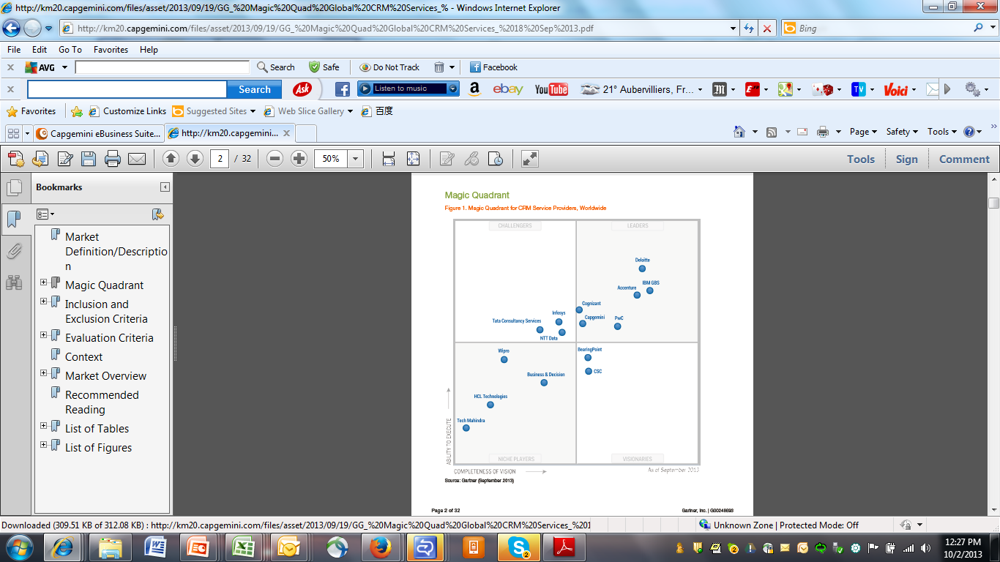 http://km20.capgemini.com/files/asset/2013/09/19/GG_%20Magic%20Quad%20Global%20CRM%20Services_% - Windows Internet Explorer
http://km20.capgemini.com/files/asset/2013/09/19/GG_%20Magic%20Quad%20Global%20CRM%20Services_%2018%20Sep%2013.pdf
Bing
File Edit Go To Favorites Help
AVG Search Safe Do Not Track Facebook
Search Ask Listen to music a ebay YouTube 21° Aubervilliers, Fr... M TV Voici
Favorites Customize Links Suggested Sites Web Slice Gallery 百度
Capgemini eBusiness Suite... http://km20.capgemini... Page Safety Tools
2 / 32 50% Tools Sign Comment
Bookmarks
Market
Definition/Descriptio
n
Magic Quadrant
Inclusion and
Exclusion Criteria
Evaluation Criteria
Context
Market Overview
Recommended
Reading
List of Tables
List of Figures
Magic Quadrant
Figure 1. Magic Quadrant for CRM Service Providers, Worldwide
CHALLENGERS LEADERS
Deloitte
IBM GBS
Accenture
Cognizant
Infosys
Capgemini
PwC
Tata Consultancy Services
NTT Data
Wipro
BearingPoint
CSC
Business & Decision
HCL Technologies
Tech Mahindra
ABILITY TO EXECUTE
NICHE PLAYERS VISIONARIES
COMPLETENESS OF VISION
As of September 2013
Source: Gartner (September 2013)
Page 2 of 32
Gartner, Inc. | G00248693
Downloaded (309.51 KB of 312.08 KB) : http://km20.capgemini.com/files/asset/2013/09/19/GG_%20Magic%20Quad%20Global%20CRM%20Services_%201
Unknown Zone | Protected Mode: Off
12:27 PM
10/2/2013